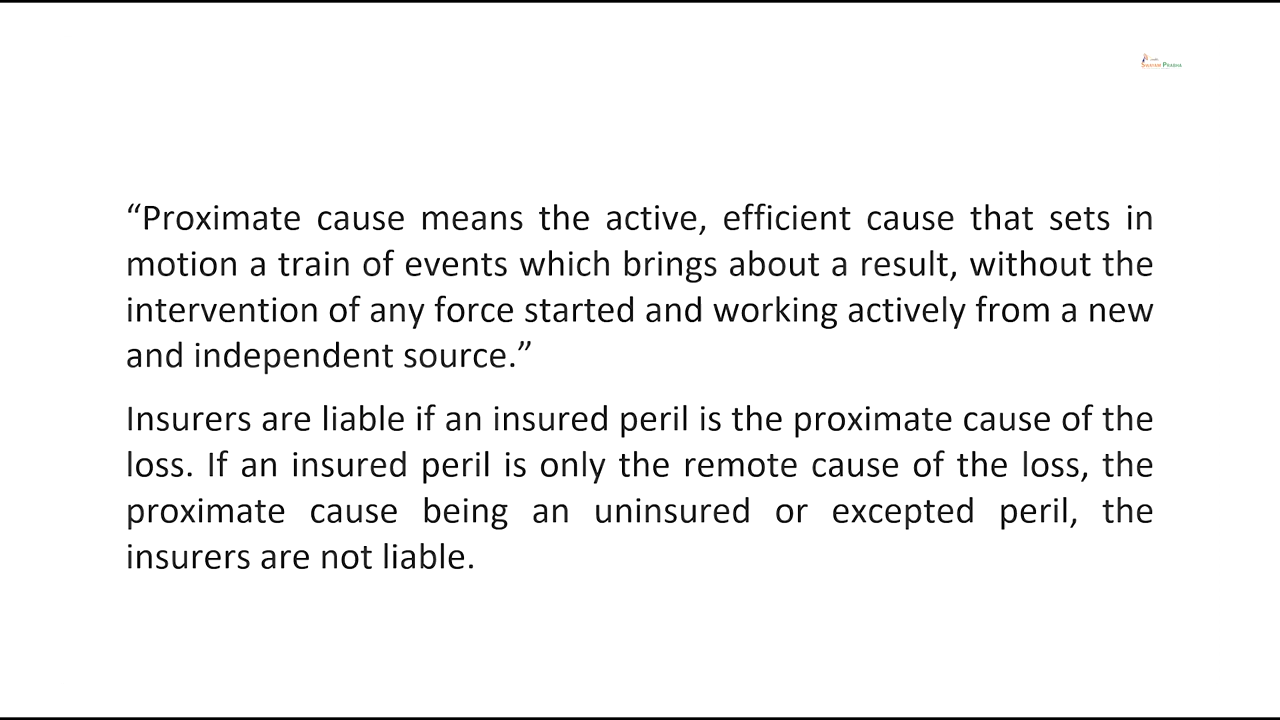 SWAYAM PRABHA
“Proximate cause means the active, efficient cause that sets in
motion a train of events which brings about a result, without the
intervention of any force started and working actively from a new
and independent source.”
Insurers are liable if an insured peril is the proximate cause of the
loss. If an insured peril is only the remote cause of the loss, the
proximate cause being an uninsured or excepted peril, the
insurers are not liable.